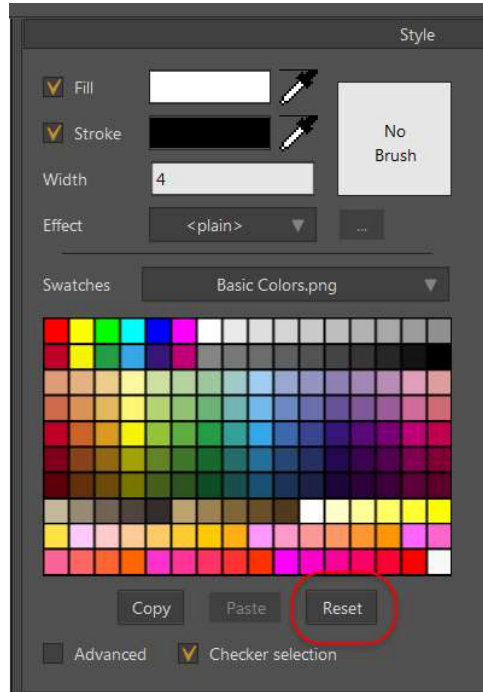 Style
Fill
Stroke
No
Brush
Width 4
Effect <plain> ...
Swatches Basic Colors.png
Copy Paste Reset
Advanced Checker selection